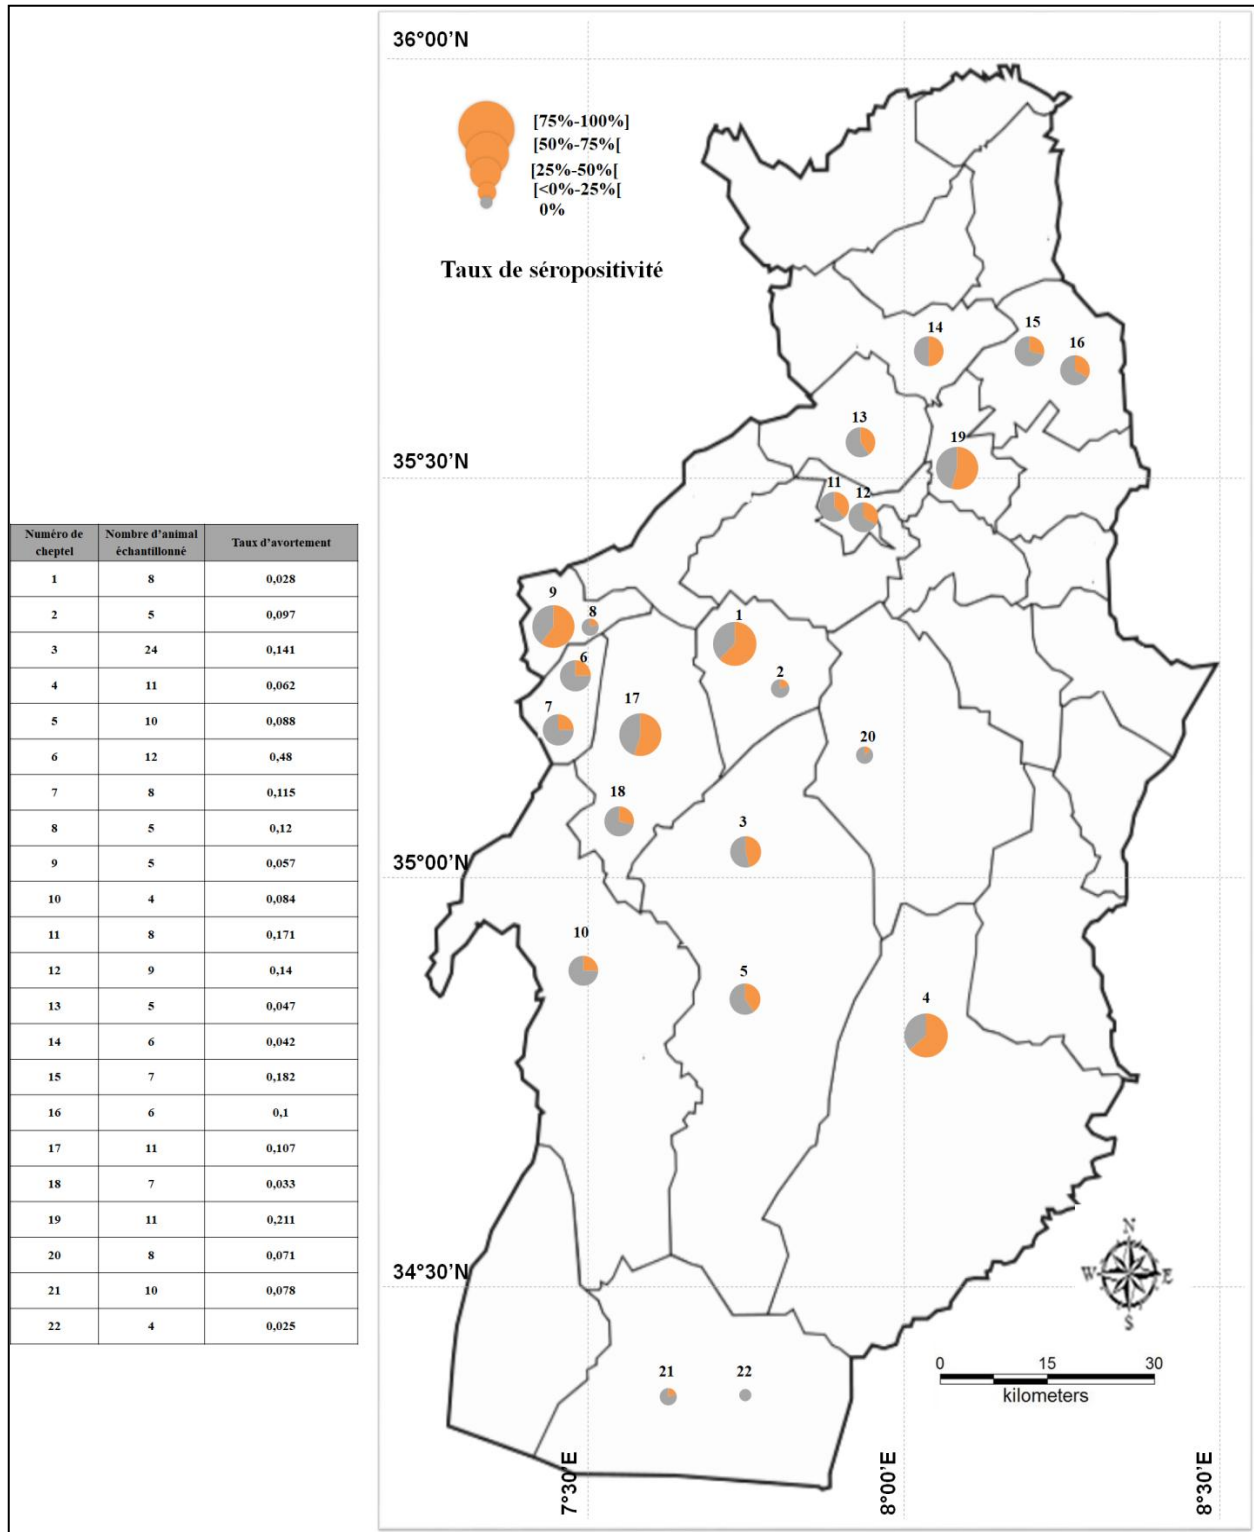 36°00’N
[75%-100%]
[50%-75%[
[25%-50%[
[<0%-25%[
0%
Taux de séropositivité
14
15
16
13
19
35°30’N
11
12
9
8
1
6
2
7
17
20
18
3
35°00’N
10
5
4
34°30’N
N
W
E
S
21
22
0 15 30
kilometers
7°30’E
8°00’E
8°30’E
Numéro de cheptel Nombre d’animal échantillonné Taux d’avortement
1 8 0,028
2 5 0,097
3 24 0,141
4 11 0,062
5 10 0,088
6 12 0,48
7 8 0,115
8 5 0,12
9 5 0,057
10 4 0,084
11 8 0,171
12 9 0,14
13 5 0,047
14 6 0,042
15 7 0,182
16 6 0,1
17 11 0,107
18 7 0,033
19 11 0,211
20 8 0,071
21 10 0,078
22 4 0,025